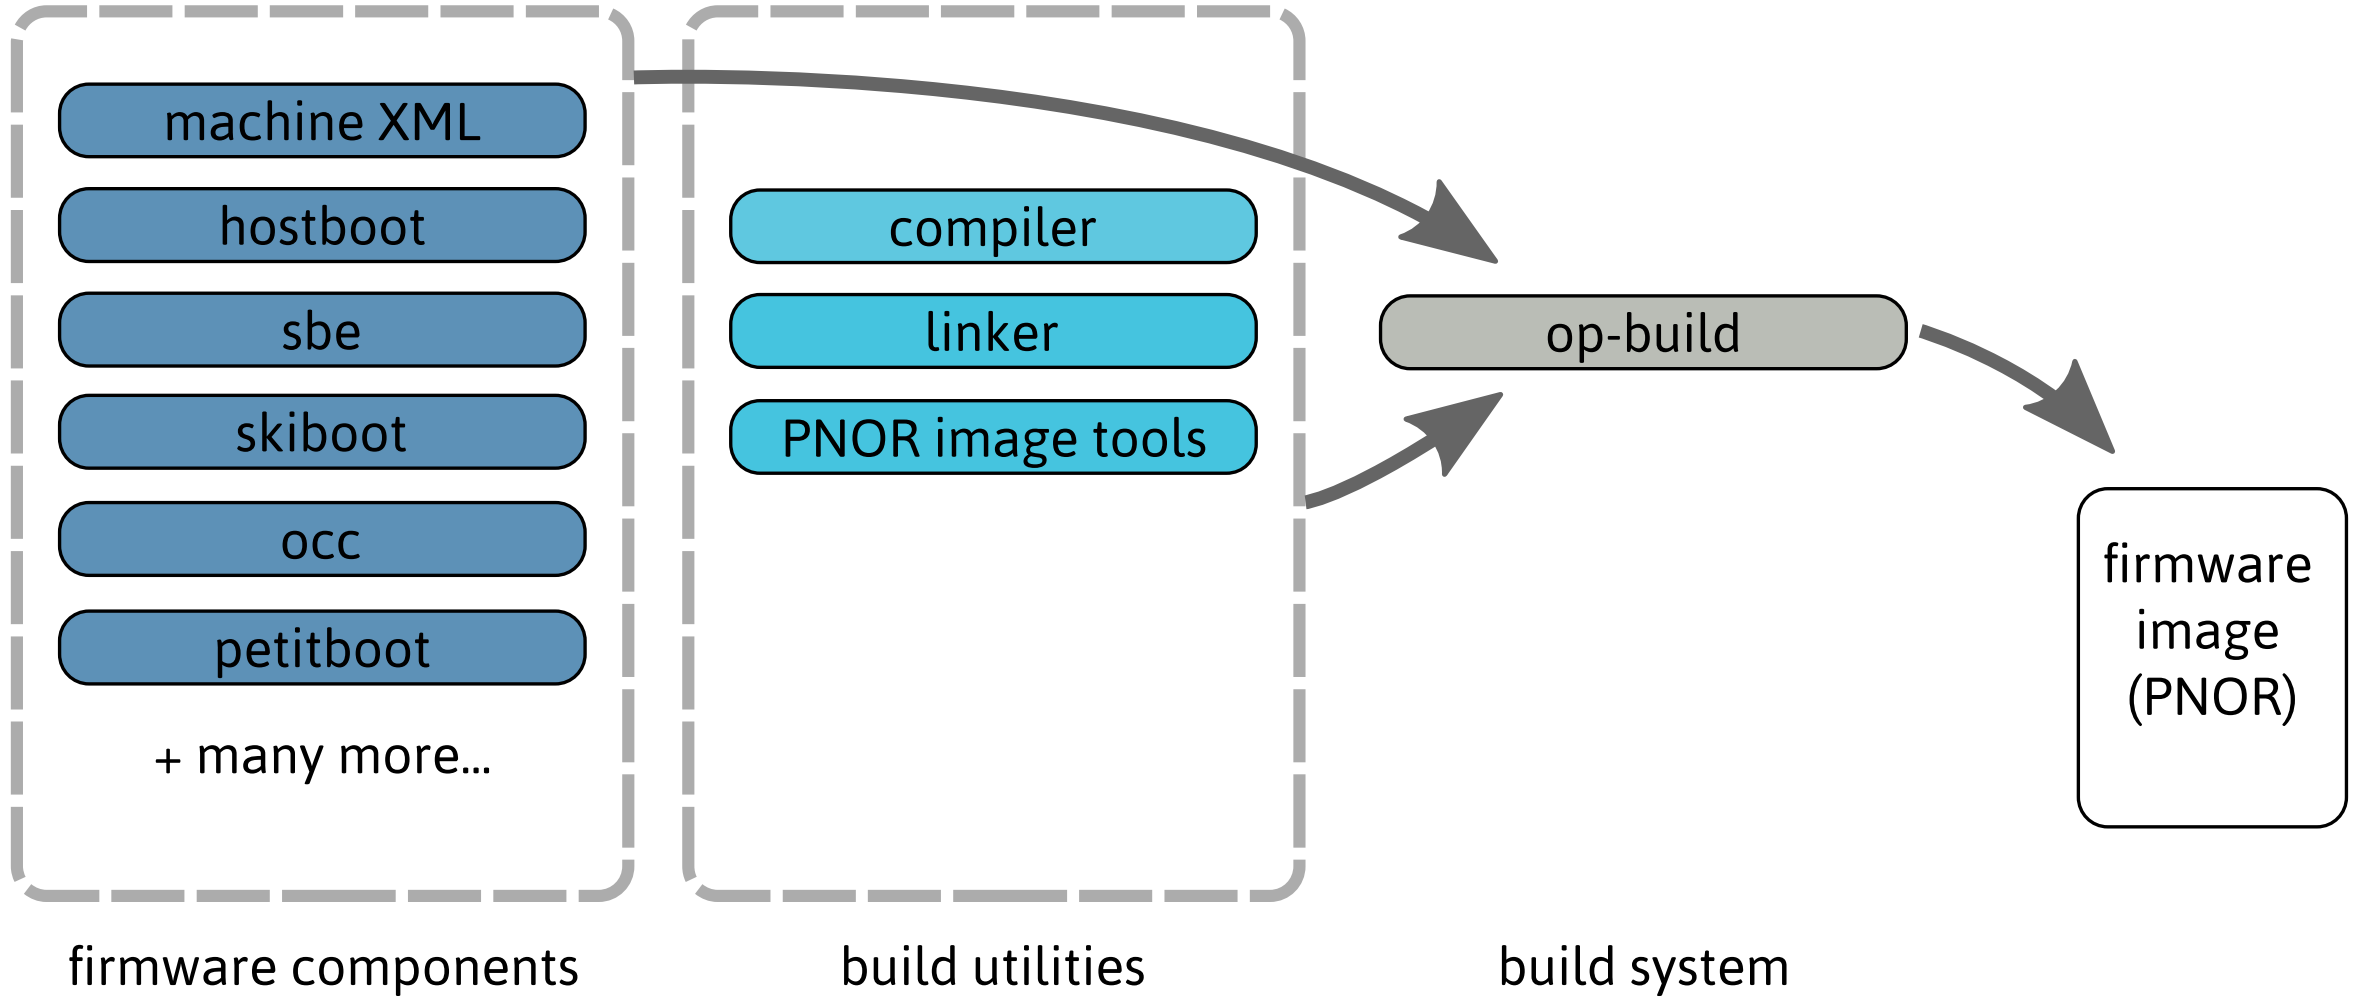 machine XML
hostboot
sbe
skiboot
occ
petitboot
+ many more...
firmware components
compiler
linker
PNOR image tools
build utilities
op-build
build system
firmware
image
(PNOR)